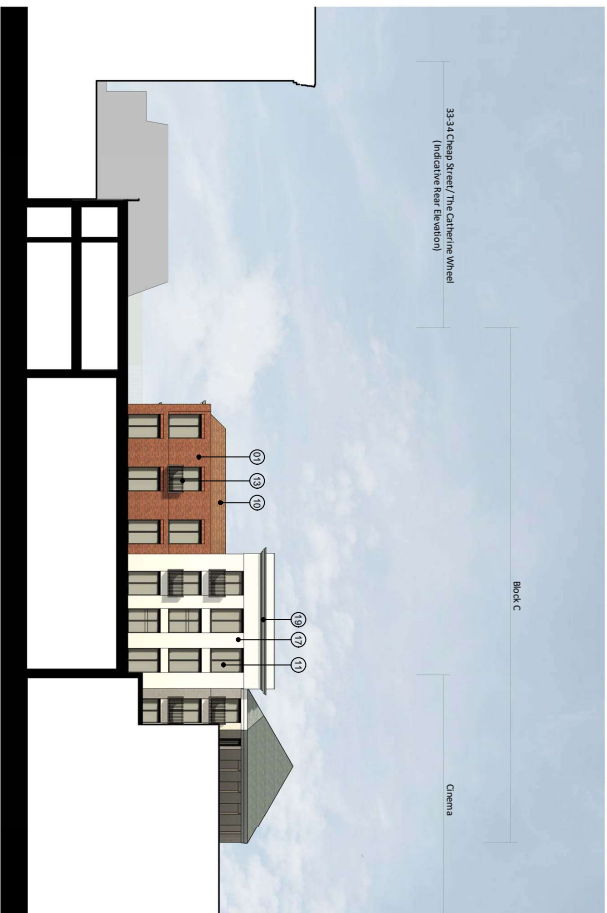 33-34 Cheap Street/ The Catherine Wheel
(Indicative Rear Elevation)
Block C
Cinema
01
13
10
19
17
11